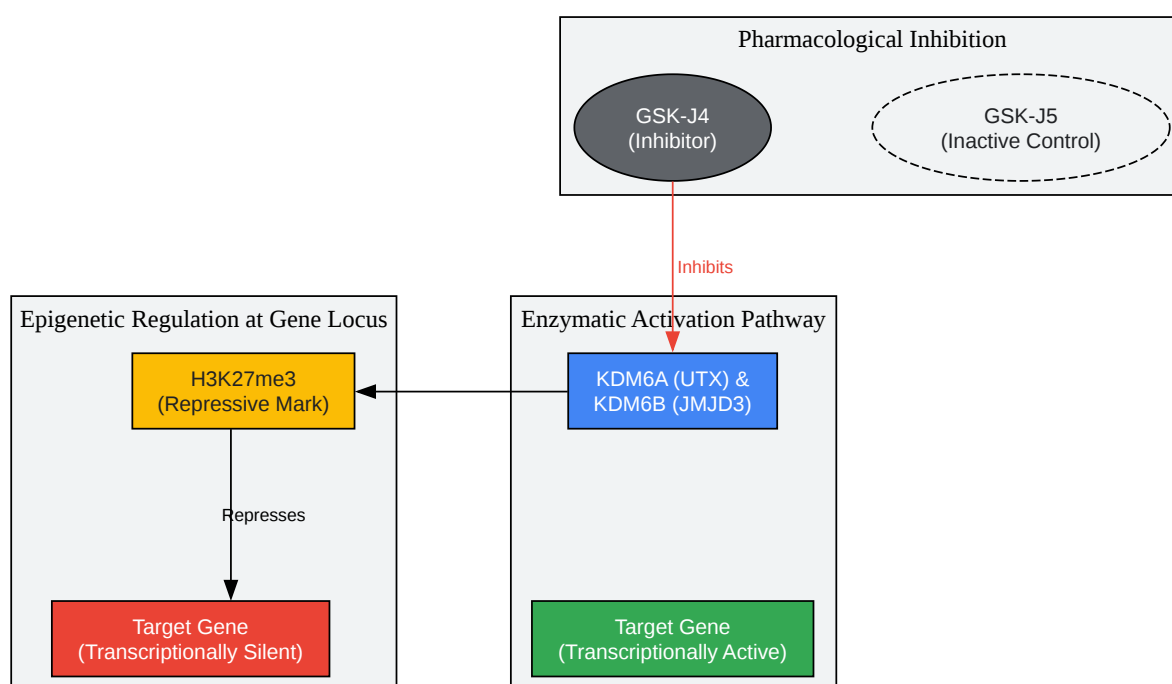 Pharmacological Inhibition
GSK-J4
(Inhibitor)
GSK-J5
(Inactive Control)
Inhibits
Epigenetic Regulation at Gene Locus
Enzymatic Activation Pathway
H3K27me3
(Repressive Mark)
KDM6A (UTX) &
KDM6B (JMJD3)
Represses
Target Gene
(Transcriptionally Silent)
Target Gene
(Transcriptionally Active)